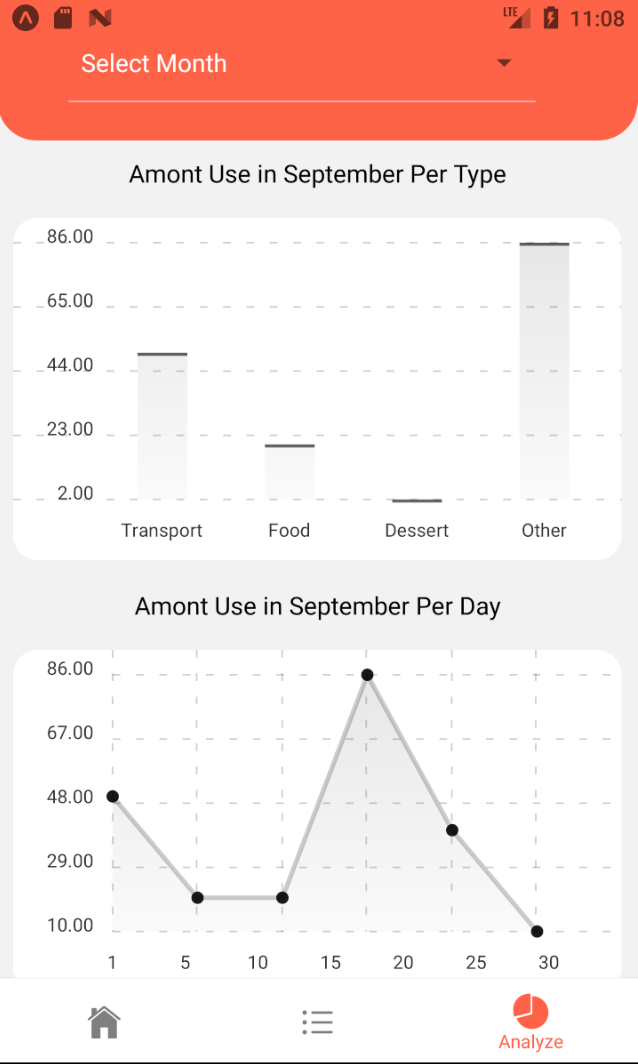 LTE 11:08
Select Month
Amont Use in September Per Type
86.00
65.00
44.00
23.00
2.00
Transport Food Dessert Other
Amont Use in September Per Day
86.00
67.00
48.00
29.00
10.00
1 5 10 15 20 25 30
Analyze